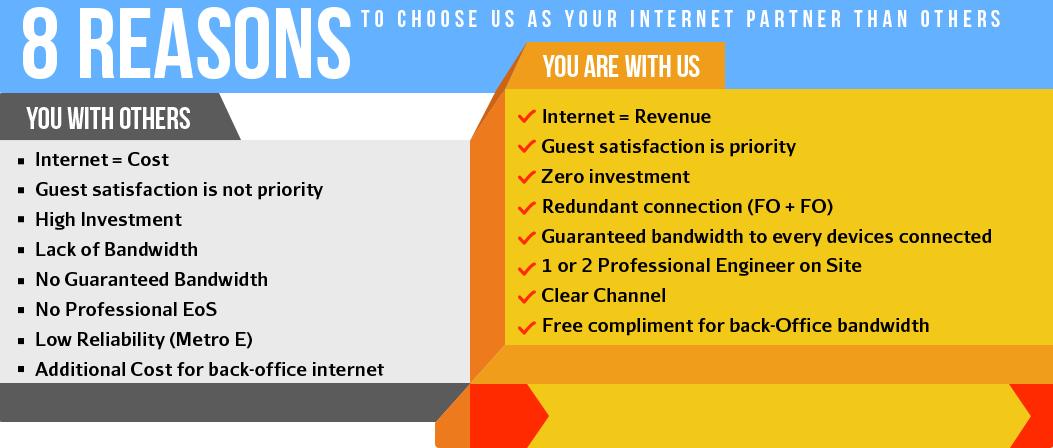 8 REASONS TO CHOOSE US AS YOUR INTERNET PARTNER THAN OTHERS
YOU WITH OTHERS
Internet = Cost
Guest satisfaction is not priority
High Investment
Lack of Bandwidth
No Guaranteed Bandwidth
No Professional EoS
Low Reliability (Metro E)
Additional Cost for back-office internet
YOU ARE WITH US
Internet = Revenue
Guest satisfaction is priority
Zero investment
Redundant connection (FO + FO)
Guaranteed bandwidth to every devices connected
1 or 2 Professional Engineer on Site
Clear Channel
Free compliment for back-Office bandwidth